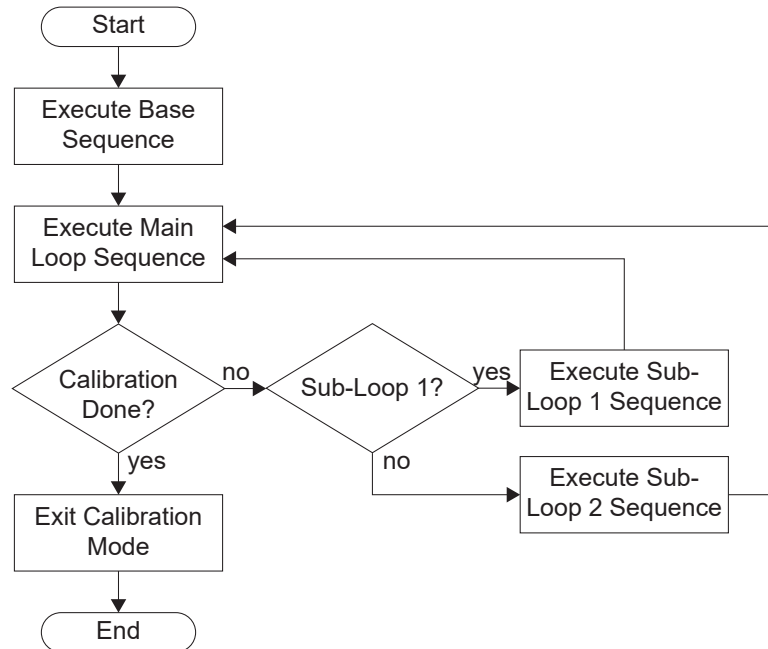 Start
Execute Base
Sequence
Execute Main
Loop Sequence
Calibration
Done?
no
Sub-Loop 1?
yes
Execute Sub-
Loop 1 Sequence
yes
no
Execute Sub-
Loop 2 Sequence
Exit Calibration
Mode
End